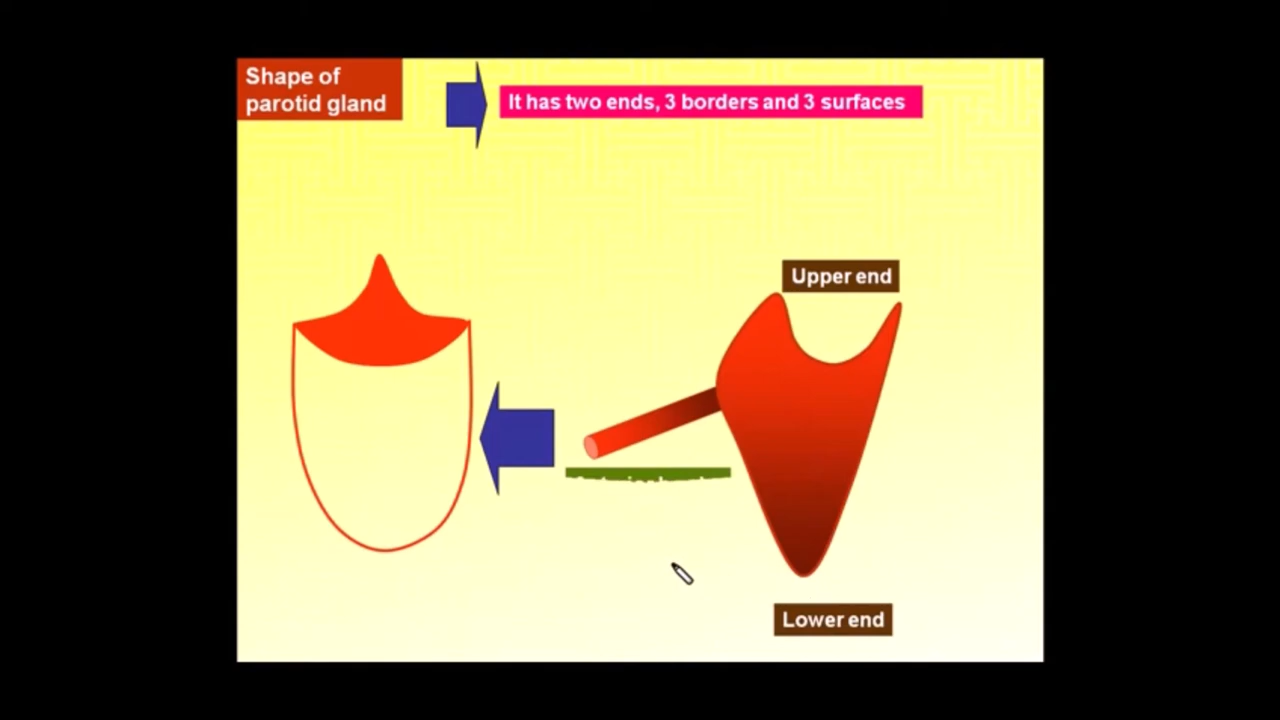 Shape of
parotid gland
It has two ends, 3 borders and 3 surfaces
Upper end
Lower end